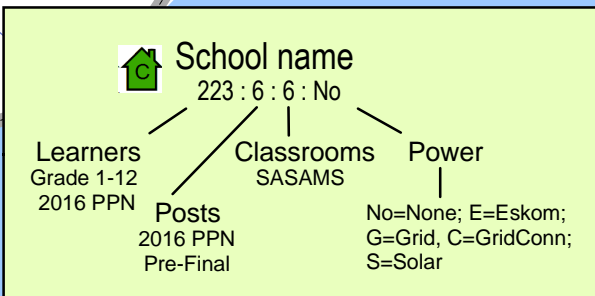 C
School name
223 : 6 : 6 : No
Learners
Grade 1-12
2016 PPN
Posts
2016 PPN
Pre-Final
Classrooms
SASAMS
Power
No=None; E=Eskom;
G=Grid, C=GridConn;
S=Solar